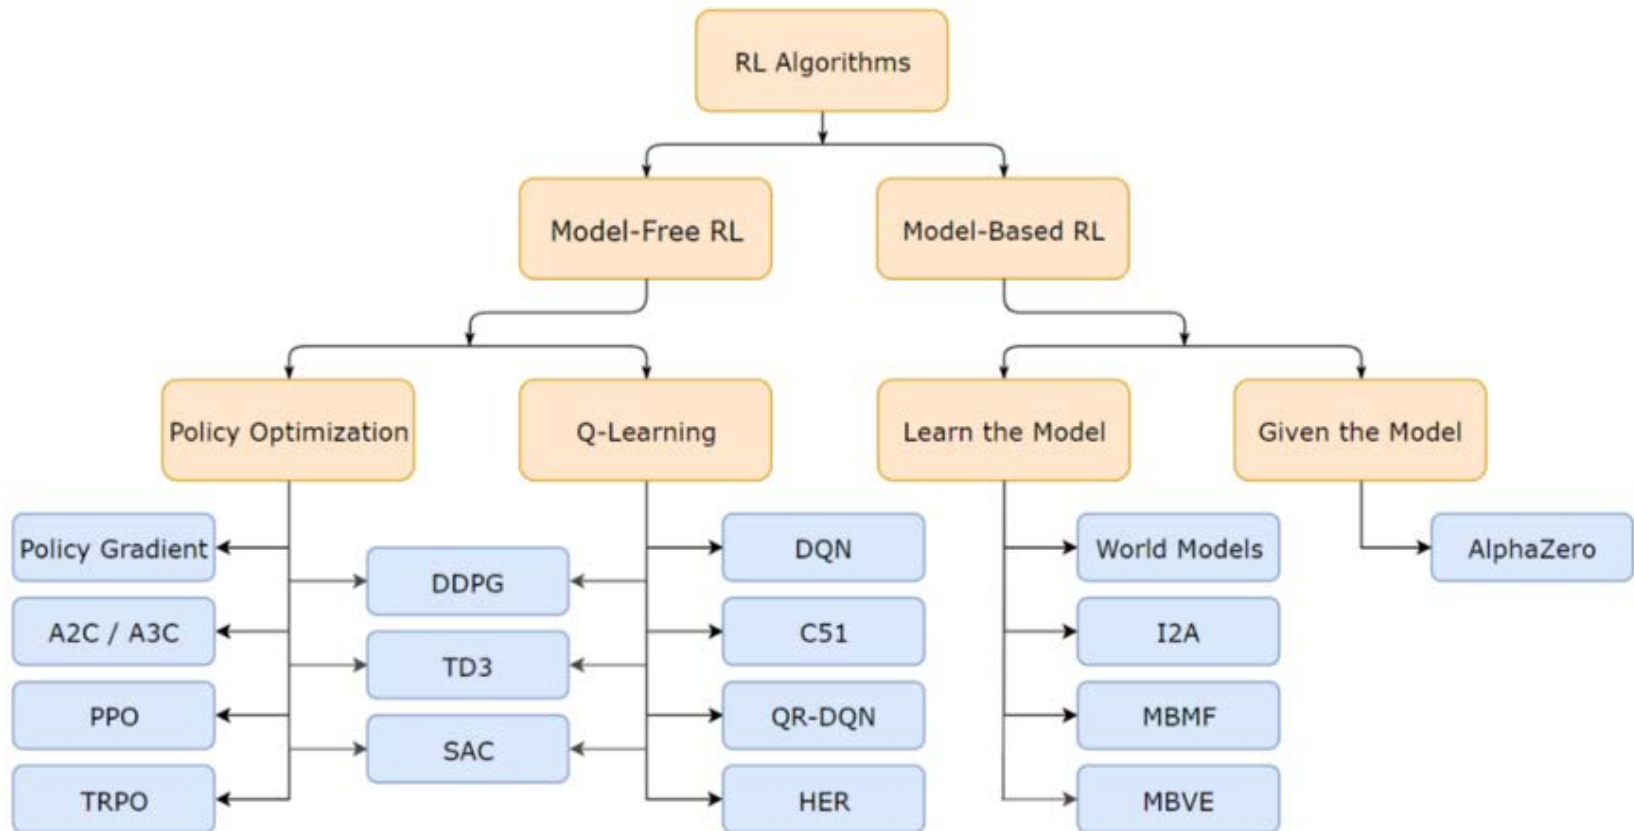 RL Algorithms
Model-Free RL
Model-Based RL
Policy Optimization
Q-Learning
Learn the Model
Given the Model
Policy Gradient
DDPG
DQN
World Models
AlphaZero
A2C / A3C
TD3
C51
I2A
PPO
SAC
QR-DQN
MBMF
TRPO
HER
MBVE